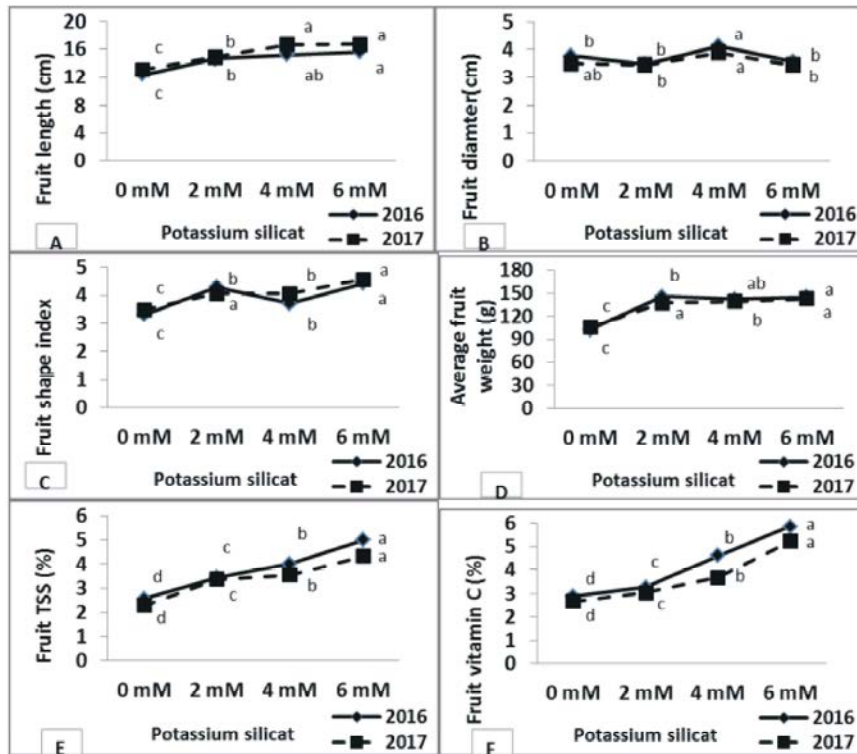 Fruit length (cm)
20
16
12
8
4
0
c
b
a
a
c
b
ab
a
0 mM 2 mM 4 mM 6 mM
Potassium silicat
2016
2017
A
Fruit diamter(cm)
5
4
3
2
1
0
b
b
a
b
ab
b
a
b
0 mM 2 mM 4 mM 6 mM
Potassium silicat
2016
2017
B
Fruit shape index
5
4
3
2
1
0
c
b
b
a
c
a
b
a
0 mM 2 mM 4 mM 6 mM
Potassium silicat
2016
2017
C
Average fruit
weight (g)
180
150
120
90
60
30
0
c
b
ab
a
c
a
b
a
0 mM 2 mM 4 mM 6 mM
Potassium silicat
2016
2017
D
Fruit TSS (%)
6
5
4
3
2
1
0
d
c
b
a
d
c
b
a
0 mM 2 mM 4 mM 6 mM
Potassium silicat
2016
2017
E
Fruit vitamin C (%)
6
5
4
3
2
1
0
d
c
b
a
d
c
b
a
0 mM 2 mM 4 mM 6 mM
Potassium silicat
2016
2017
F